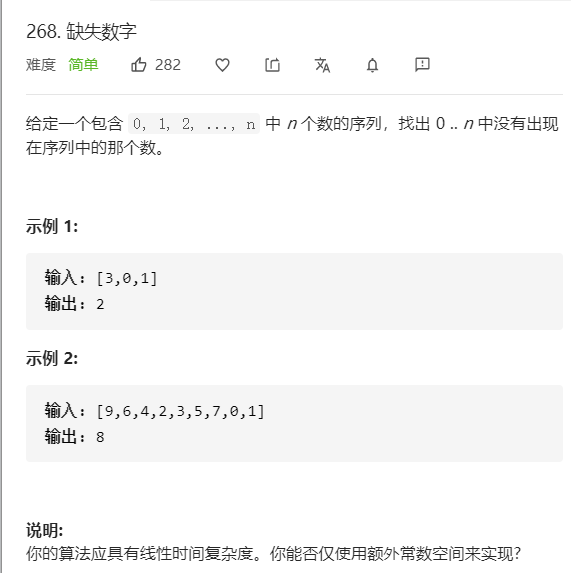 268. 缺失数字
难度 简单 282
给定一个包含 0, 1, 2, ..., n 中 n 个数的序列，找出 0 .. n 中没有出现
在序列中的那个数。
示例 1:
输入: [3,0,1]
输出: 2
示例 2:
输入: [9,6,4,2,3,5,7,0,1]
输出: 8
说明:
你的算法应具有线性时间复杂度。你能否仅使用额外常数空间来实现?